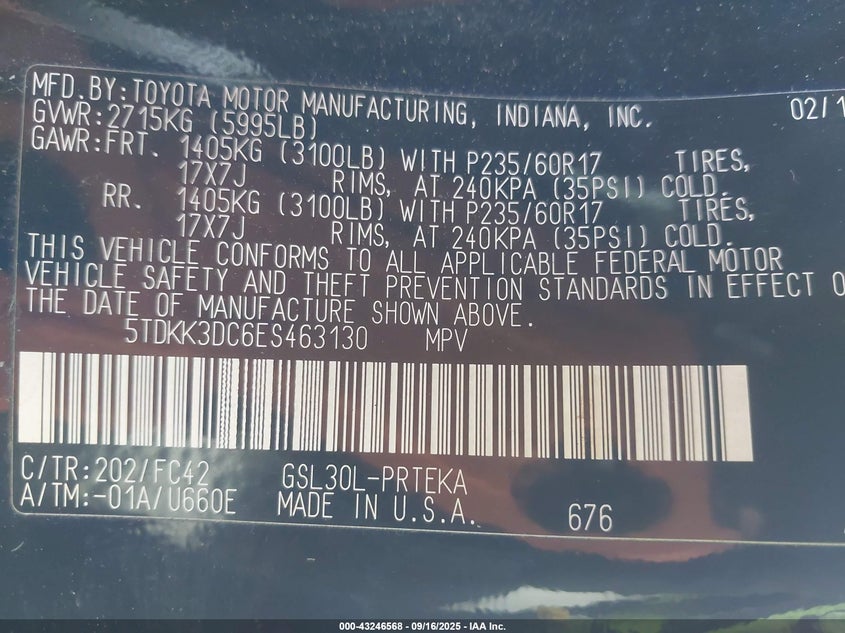 MFD.BY:TOYOTA MOTOR MANUFACTURING, INDIANA, INC. 02/1
GVWR:2715KG (5995LB)
GAWR:FRT. 1405KG (3100LB) WITH P235/60R17 TIRES,
17X7J RIMS, AT 240KPA (35PSI) COLD.
RR. 1405KG (3100LB) WITH P235/60R17 TIRES,
17X7J RIMS, AT 240KPA (35PSI) COLD.
THIS VEHICLE CONFORMS TO ALL APPLICABLE FEDERAL MOTOR
VEHICLE SAFETY AND THEFT PREVENTION STANDARDS IN EFFECT O
THE DATE OF MANUFACTURE SHOWN ABOVE.
5TDKK3DC6ES463130 MPV
C/TR:202/FC42 GSL30L-PRTEKA
A/TM:-01A/U660E MADE IN U.S.A. 676
000-43246568 - 09/16/2025 - IAA Inc.